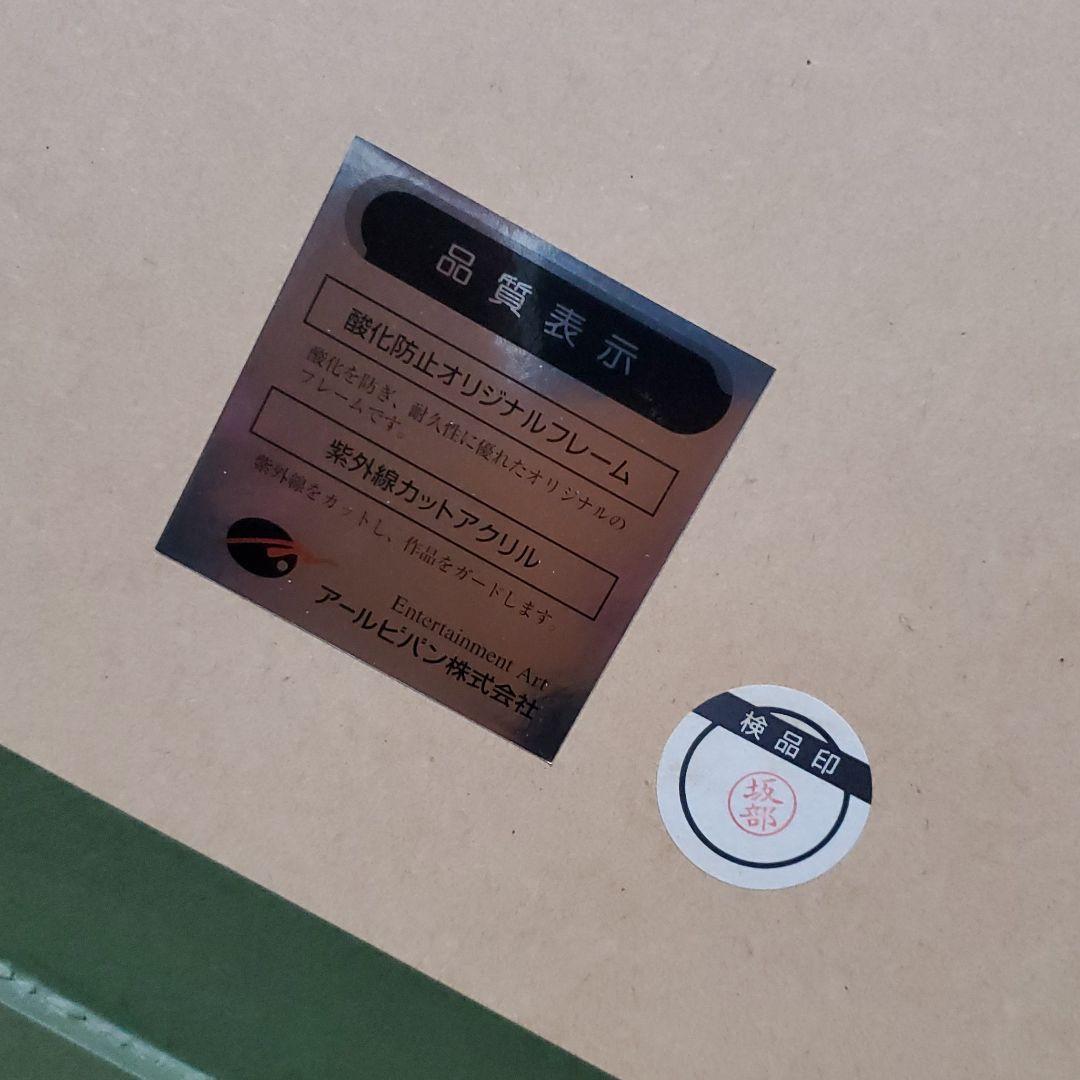 品質表示
酸化防止オリジナルフレーム
酸化を防ぎ、耐久性に優れたオリジナルの
フレームです。
紫外線カットアクリル
紫外線をカットし、作品をガードします。
Entertainment Art
アールビバン株式会社
検品印
坂
部